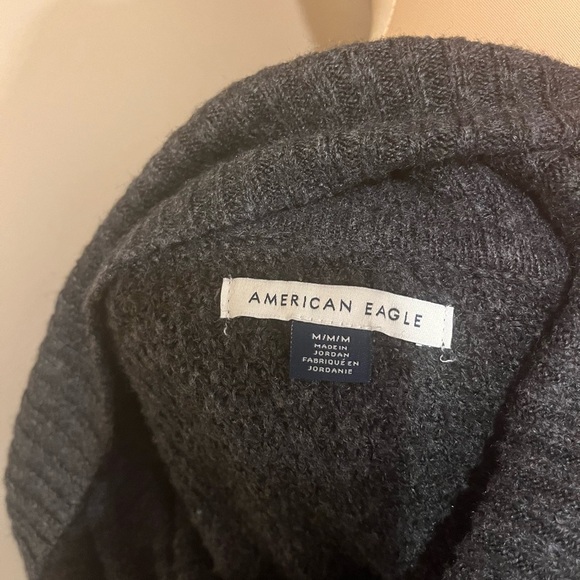 AMERICAN EAGLE
M/M/M
MADE IN
JORDAN
FABRIQUÉ EN
JORDANIE